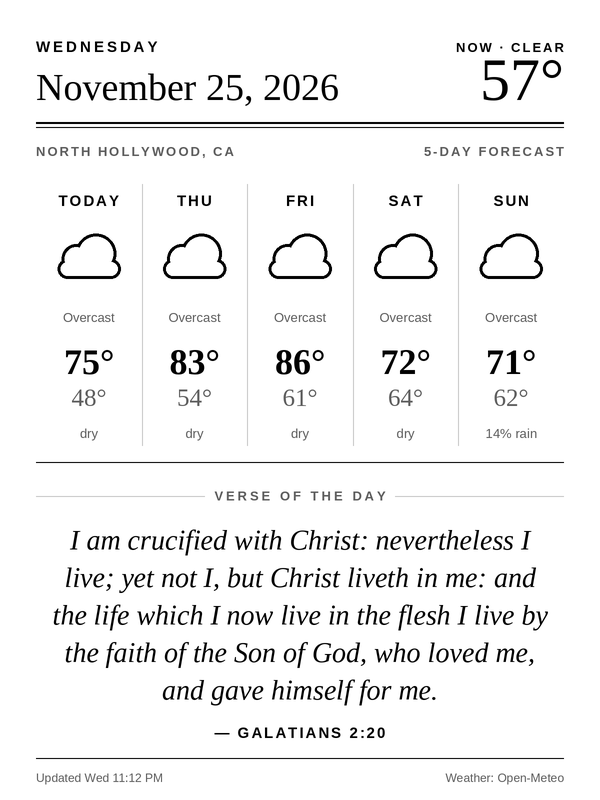 WEDNESDAY
November 25, 2026
NOW · CLEAR
57°
NORTH HOLLYWOOD, CA
5-DAY FORECAST
TODAY THU FRI SAT SUN
Overcast Overcast Overcast Overcast Overcast
75° 83° 86° 72° 71°
48° 54° 61° 64° 62°
dry dry dry dry 14% rain
VERSE OF THE DAY
I am crucified with Christ: nevertheless I
live; yet not I, but Christ liveth in me: and
the life which I now live in the flesh I live by
the faith of the Son of God, who loved me,
and gave himself for me.
— GALATIANS 2:20
Updated Wed 11:12 PM
Weather: Open-Meteo